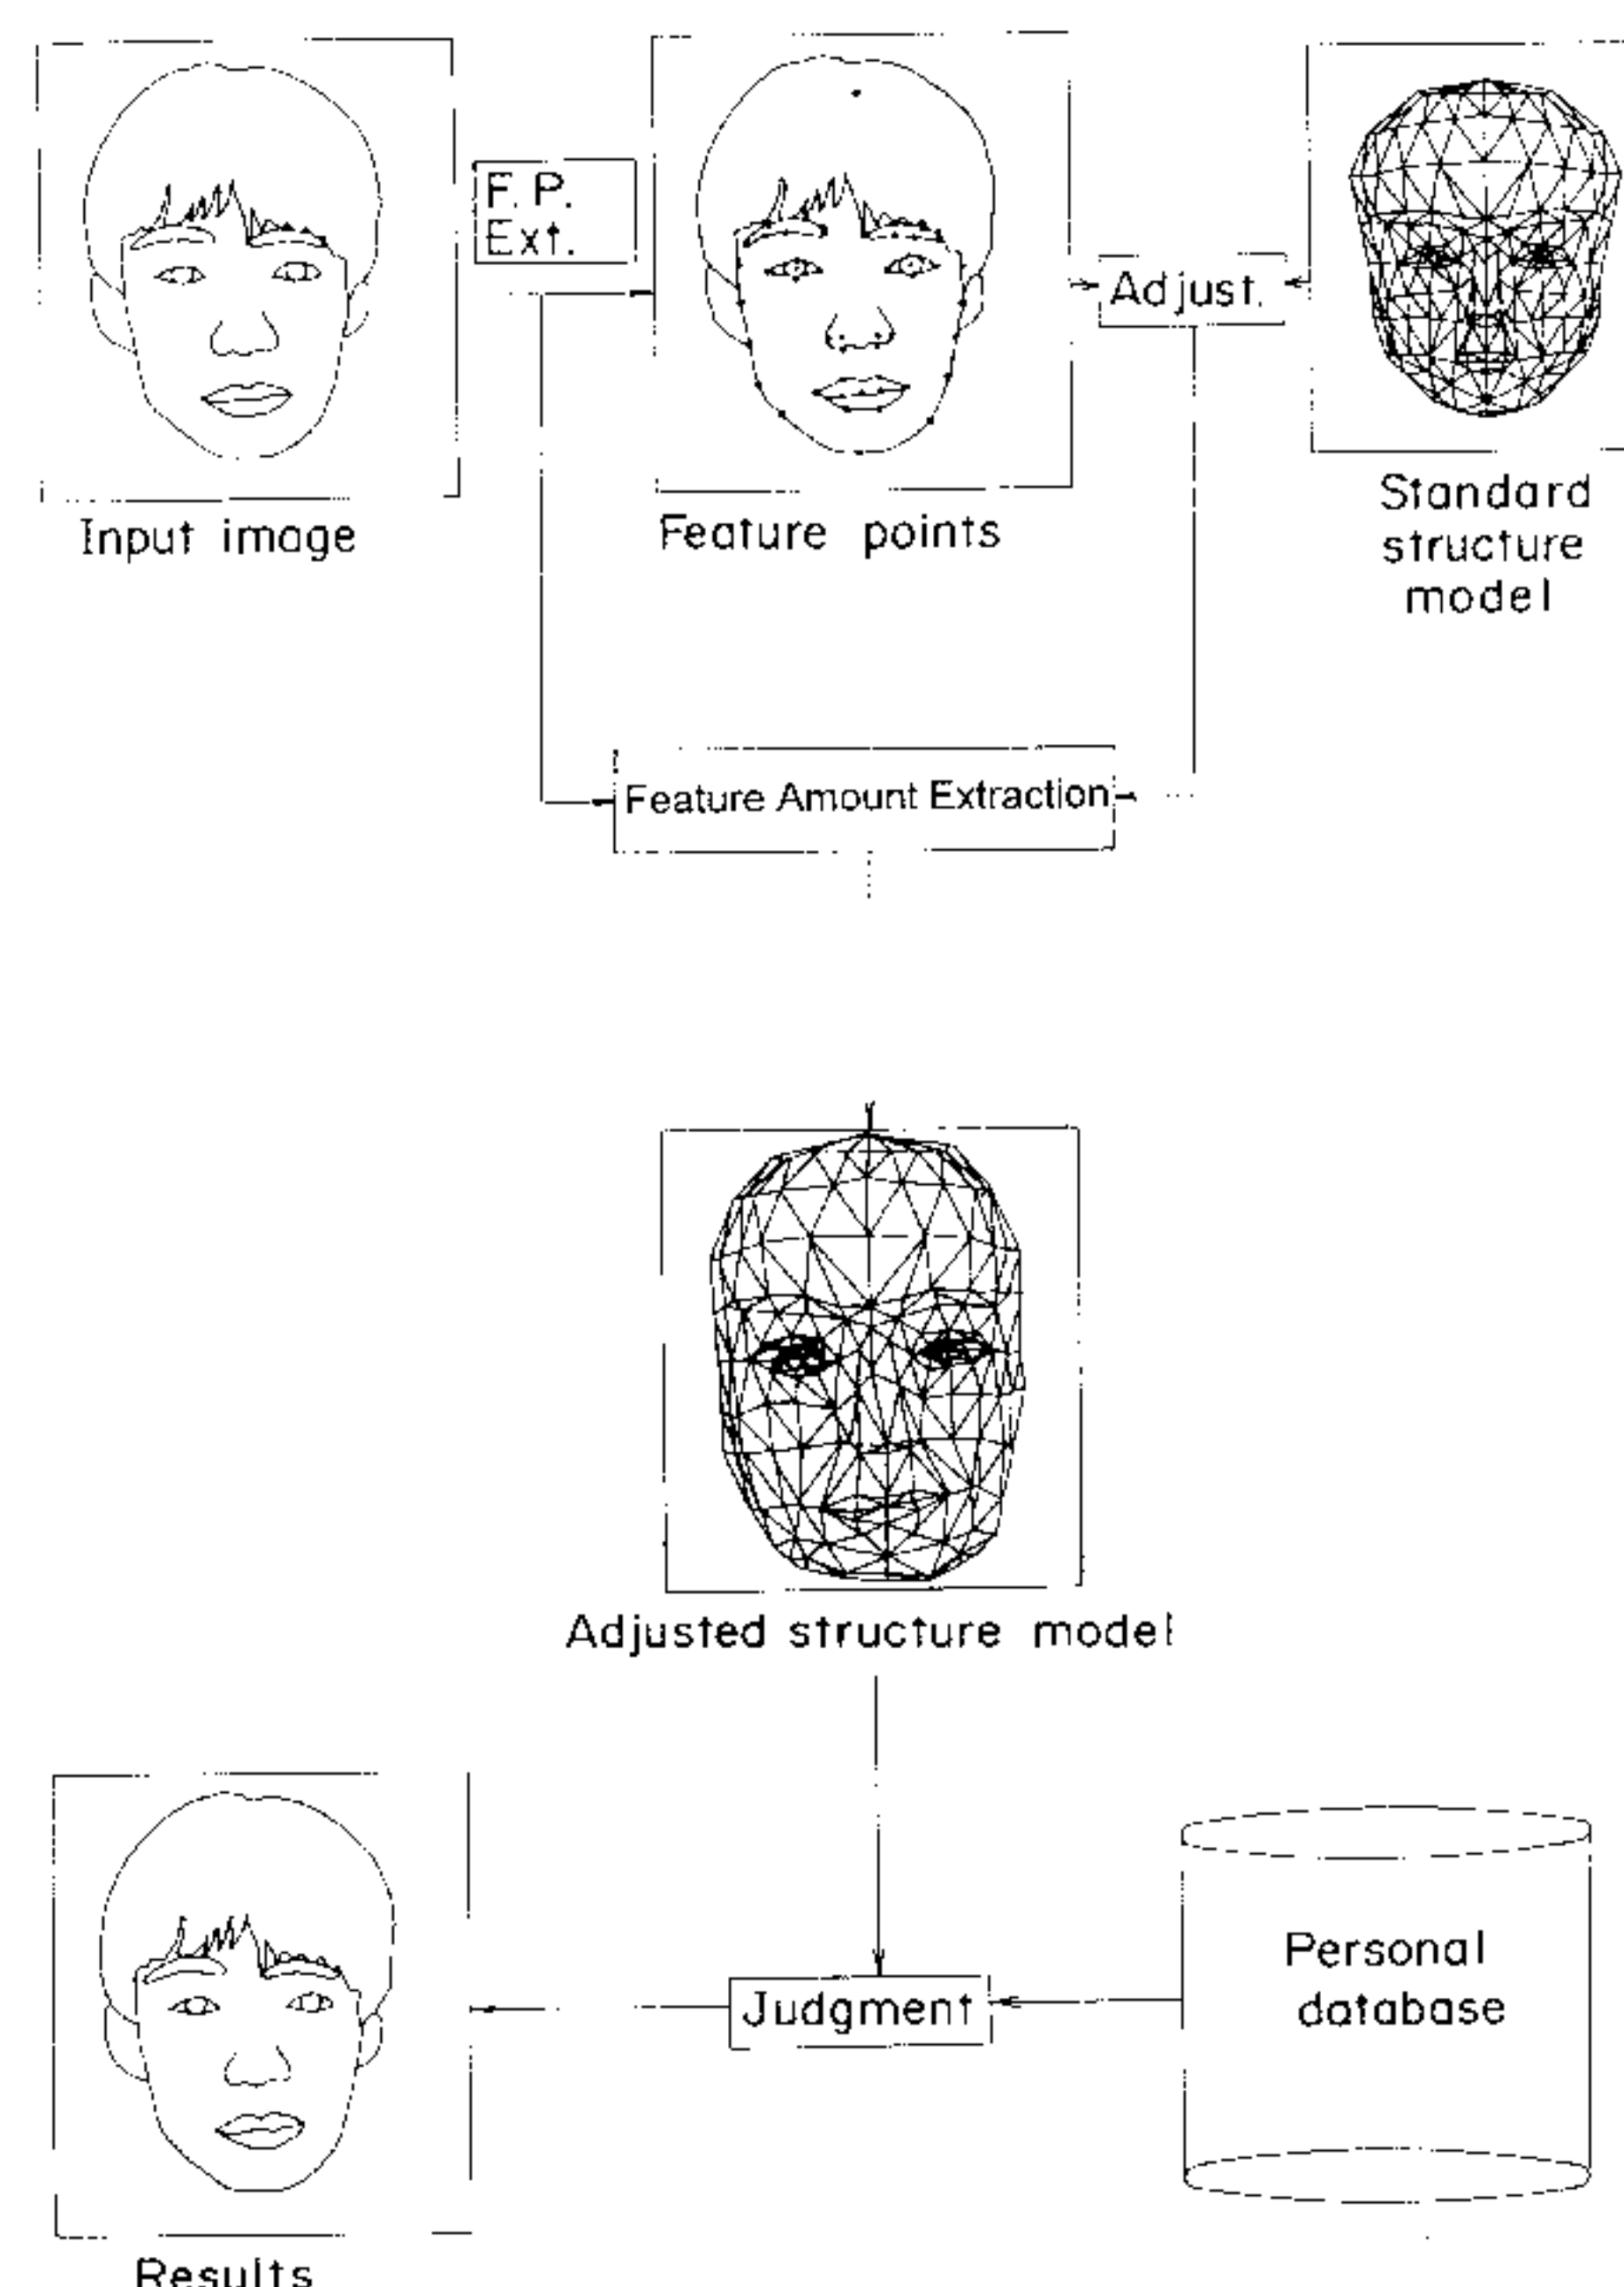 F. P.
Ext.
Adjust.
Input image
Feature points
Standard
structure
model
Feature Amount Extraction
Adjusted structure model
Judgment
Personal
database
Results